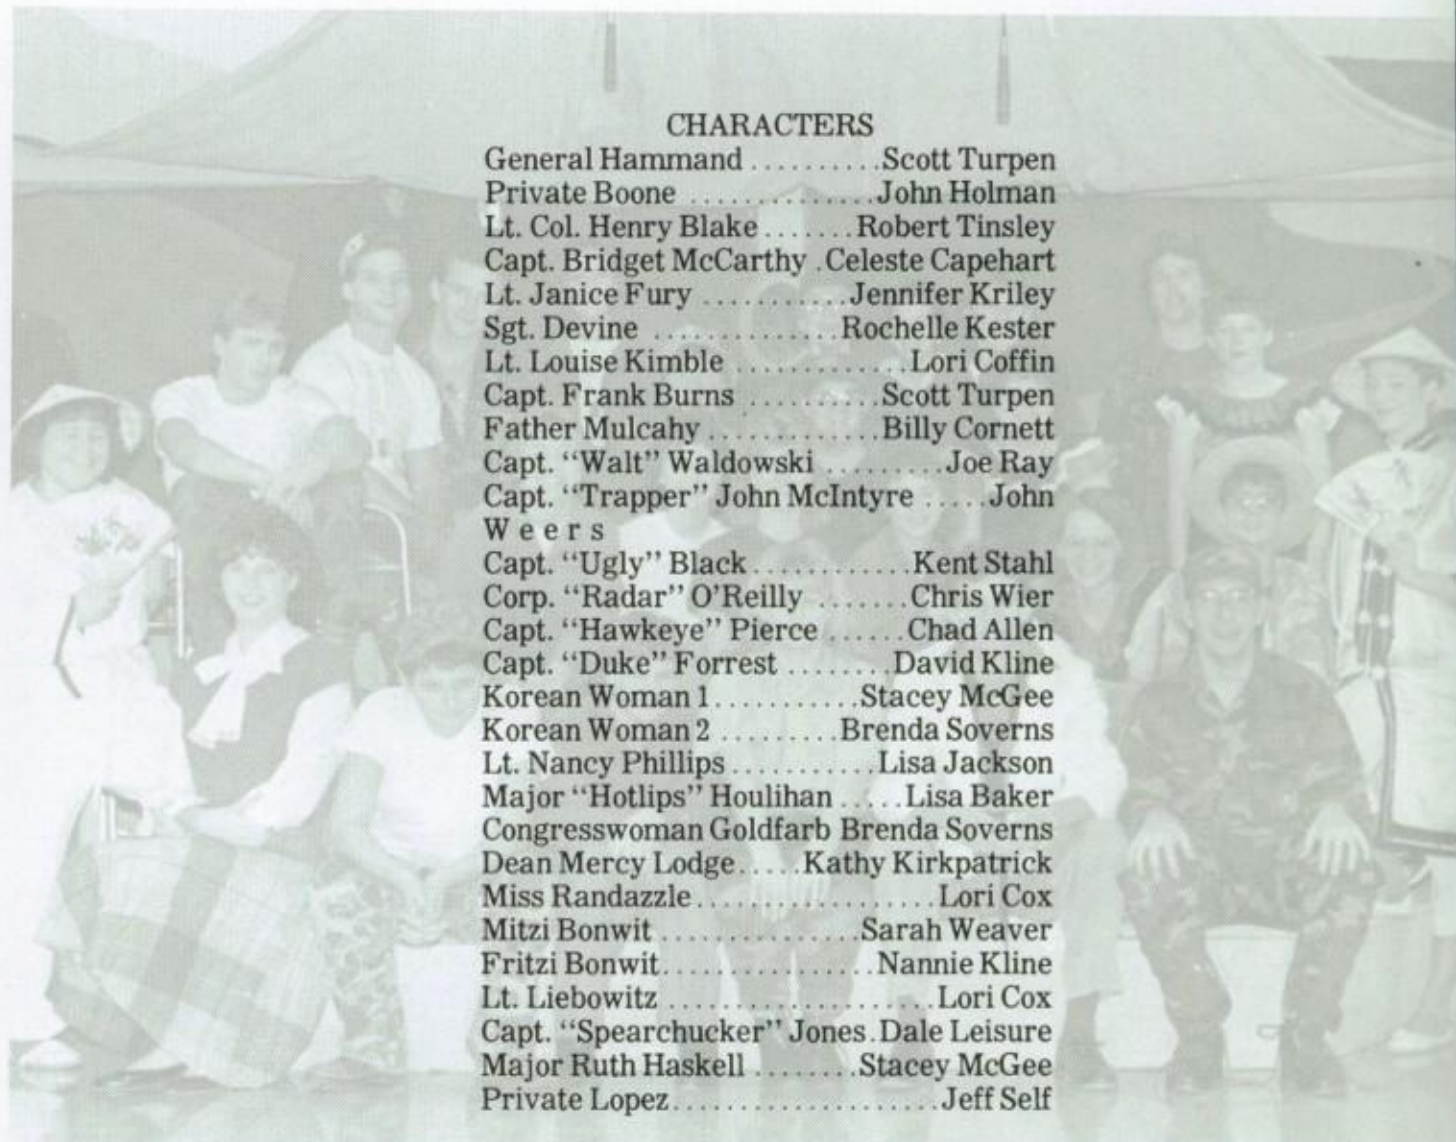 CHARACTERS
General Hammand ..........Scott Turpen
Private Boone ..............John Holman
Lt. Col. Henry Blake.......Robert Tinsley
Capt. Bridget McCarthy .Celeste Capehart
Lt. Janice Fury ...........Jennifer Kriley
Sgt. Devine ..............Rochelle Kester
Lt. Louise Kimble .............Lori Coffin
Capt. Frank Burns ..........Scott Turpen
Father Mulcahy .............Billy Cornett
Capt. “Walt” Waldowski .........Joe Ray
Capt. “Trapper” John McIntyre .....John
W e e r s
Capt. “Ugly” Black............Kent Stahl
Corp. “Radar” O'Reilly .......Chris Wier
Capt. “Hawkeye” Pierce ......Chad Allen
Capt. “Duke” Forrest ........David Kline
Korean Woman 1...........Stacey McGee
Korean Woman 2 .........Brenda Soverns
Lt. Nancy Phillips...........Lisa Jackson
Major “Hotlips” Houlihan .....Lisa Baker
Congresswoman Goldfarb Brenda Soverns
Dean Mercy Lodge.....Kathy Kirkpatrick
Miss Randazzle..................Lori Cox
Mitzi Bonwit ...............Sarah Weaver
Fritzi Bonwit................Nannie Kline
Lt. Liebowitz ....................Lori Cox
Capt. “Spearchucker” Jones.Dale Leisure
Major Ruth Haskell ........Stacey McGee
Private Lopez....................Jeff Self